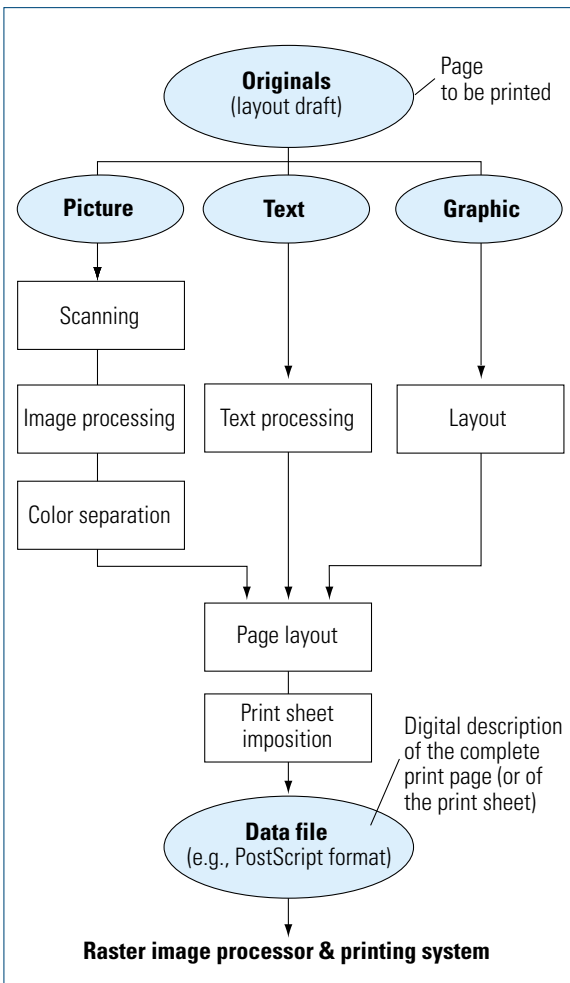 Originals
(layout draft)
Page
to be printed
Picture
Text
Graphic
Scanning
Image processing
Text processing
Layout
Color separation
Page layout
Print sheet
imposition
Digital description
of the complete
print page (or of
the print sheet)
Data file
(e.g., PostScript format)
Raster image processor & printing system